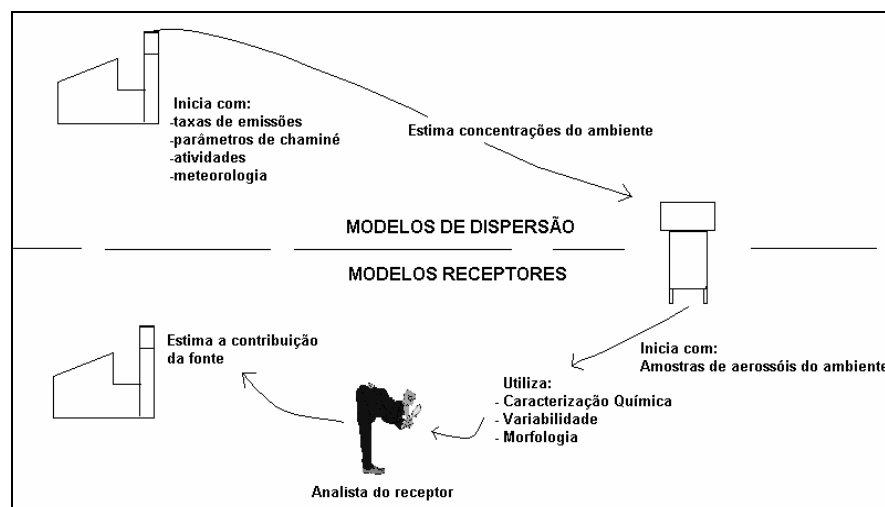 Inicia com:
-taxas de emissões
-parâmetros de chaminé
-atividades
-meteorologia
Estima concentrações do ambiente
MODELOS DE DISPERSÃO
MODELOS RECEPTORES
Estima a contribuição
da fonte
Inicia com:
Amostras de aerossóis do ambiente
Utiliza:
- Caracterização Química
- Variabilidade
- Morfologia
Analista do receptor